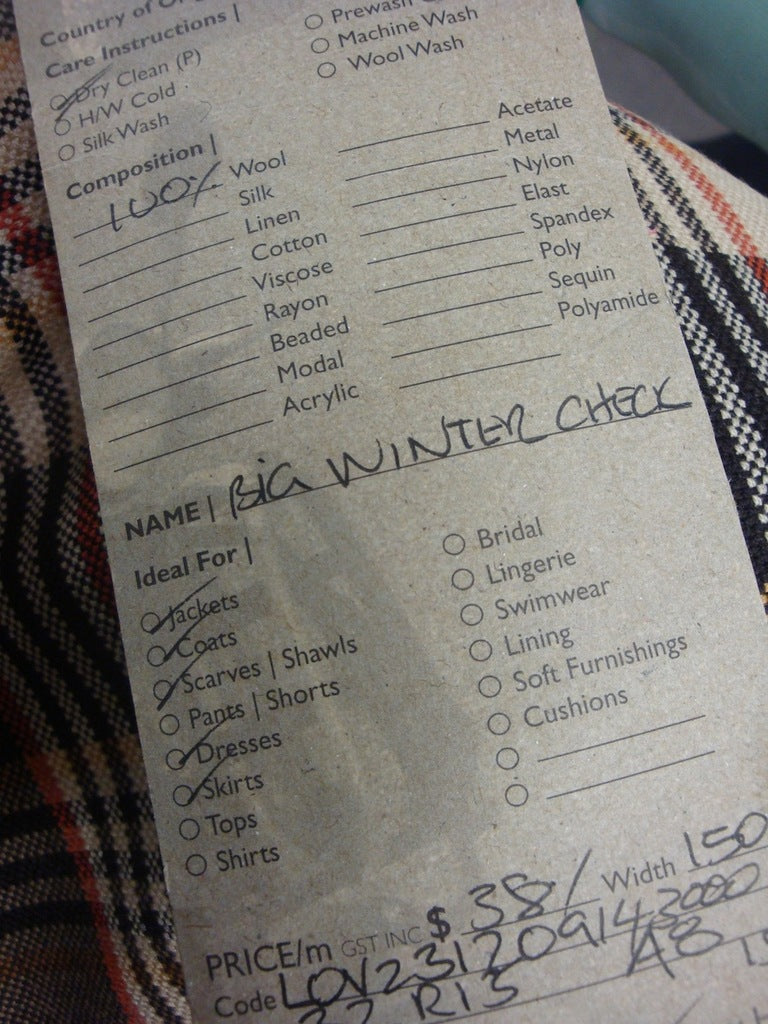 Country of
Care Instructions |
Dry Clean (P)
H/W Cold
Silk Wash
Prewash
Machine Wash
Wool Wash
Composition |
100% Wool
Silk
Linen
Cotton
Viscose
Rayon
Beaded
Modal
Acrylic
Acetate
Metal
Nylon
Elast
Spandex
Poly
Sequin
Polyamide
NAME | BIG WINTER CHECK
Ideal For |
Jackets
Coats
Scarves | Shawls
Pants | Shorts
Dresses
Skirts
Tops
Shirts
Bridal
Lingerie
Swimwear
Lining
Soft Furnishings
Cushions
PRICE/m GST INC $ 38/ Width 150
Code